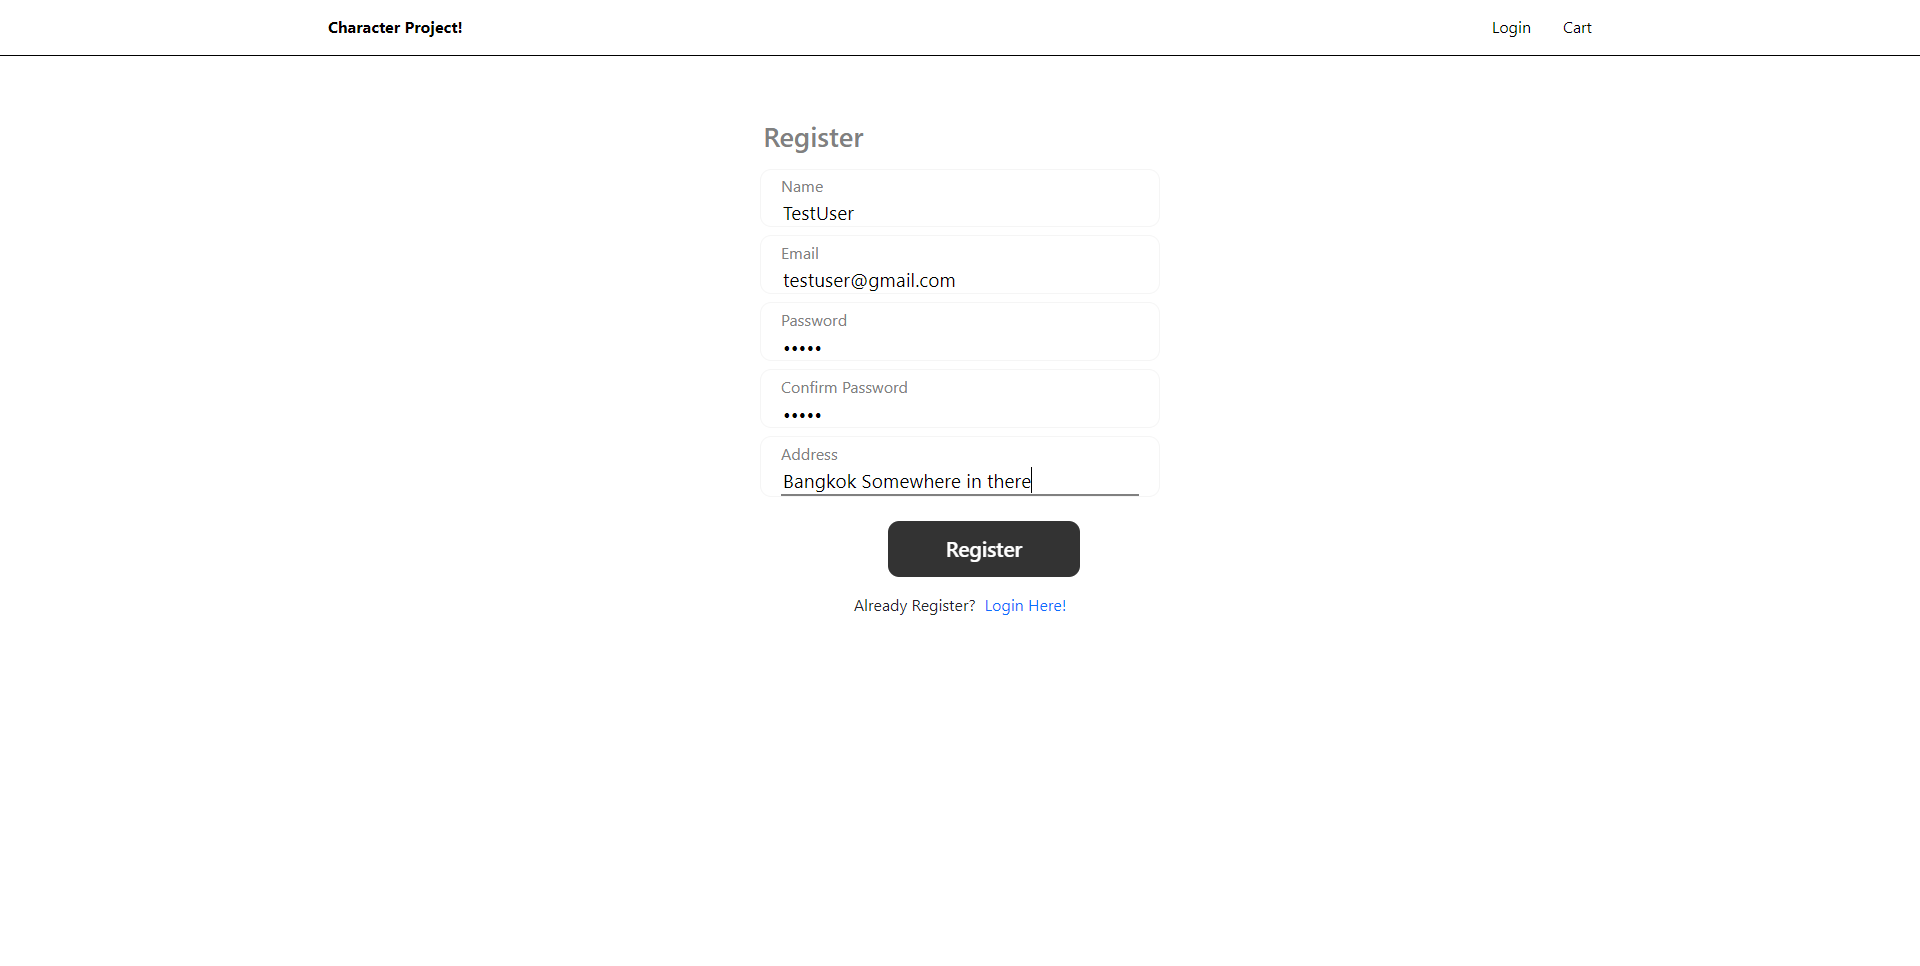 Character Project!
Login Cart
Register
Name
TestUser
Email
testuser@gmail.com
Password
•••••
Confirm Password
•••••
Address
Bangkok Somewhere in there
Register
Already Register? Login Here!